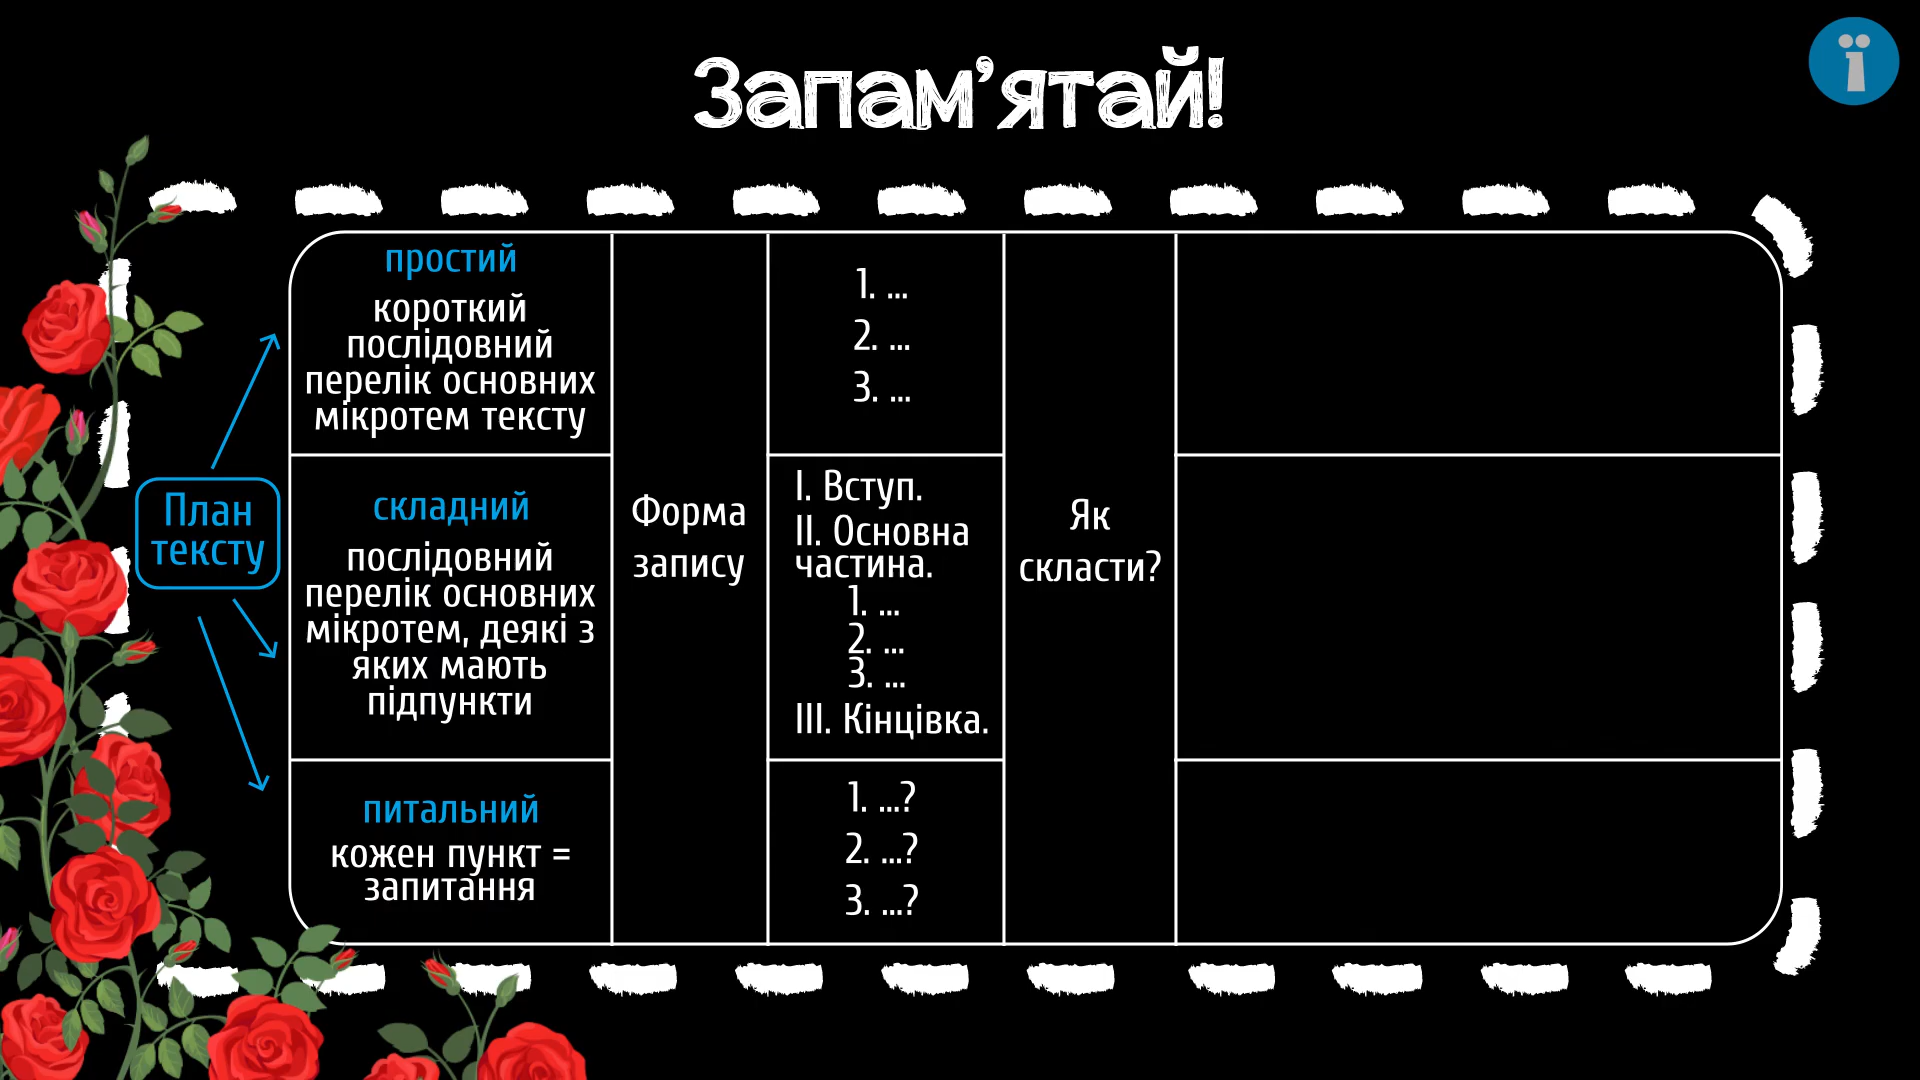 Запам’ятай!
ї
План
тексту
простий
короткий
послідовний
перелік основних
мікротем тексту
складний
послідовний
перелік основних
мікротем, деякі з
яких мають
підпункти
питальний
кожен пункт =
запитання
Форма
запису
1. ...
2. ...
3. ...
I. Вступ.
II. Основна
частина.
1. ...
2. ...
3. ...
III. Кінцівка.
1. ...?
2. ...?
3. ...?
Як
скласти?